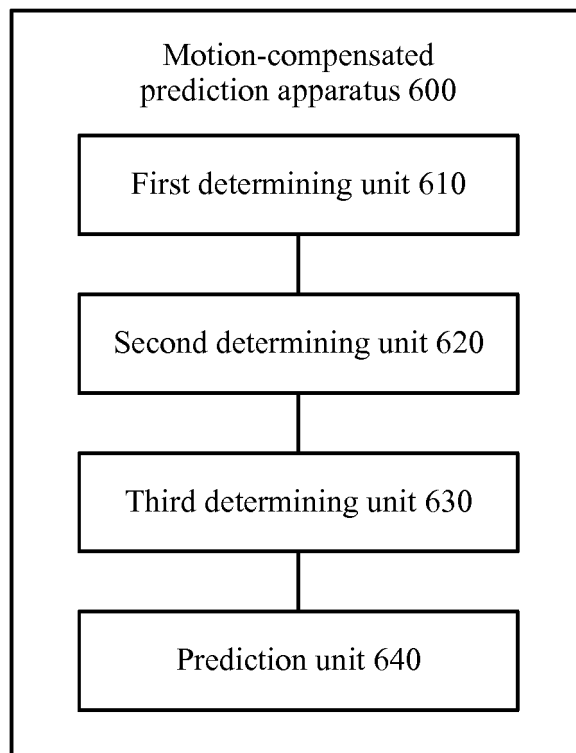 Motion-compensated
prediction apparatus 600
First determining unit 610
Second determining unit 620
Third determining unit 630
Prediction unit 640